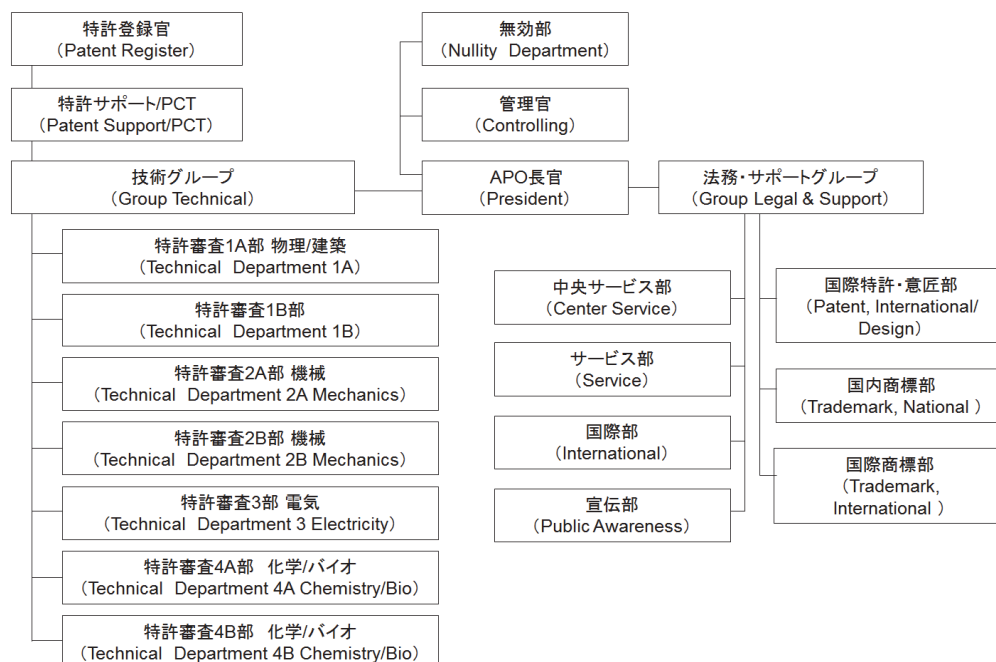 特許登録官
（Patent Register）
無効部
（Nullity Department）
特許サポート/PCT
（Patent Support/PCT）
管理官
（Controlling）
技術グループ
（Group Technical）
APO長官
（President）
法務・サポートグループ
（Group Legal & Support）
特許審査1A部 物理/建築
（Technical Department 1A）
特許審査1B部
（Technical Department 1B）
特許審査2A部 機械
（Technical Department 2A Mechanics）
特許審査2B部 機械
（Technical Department 2B Mechanics）
特許審査3部 電気
（Technical Department 3 Electricity）
特許審査4A部 化学/バイオ
（Technical Department 4A Chemistry/Bio）
特許審査4B部 化学/バイオ
（Technical Department 4B Chemistry/Bio）
中央サービス部
（Center Service）
サービス部
（Service）
国際部
（International）
宣伝部
（Public Awareness）
国際特許・意匠部
（Patent, International/
Design）
国内商標部
（Trademark, National ）
国際商標部
（Trademark,
International ）